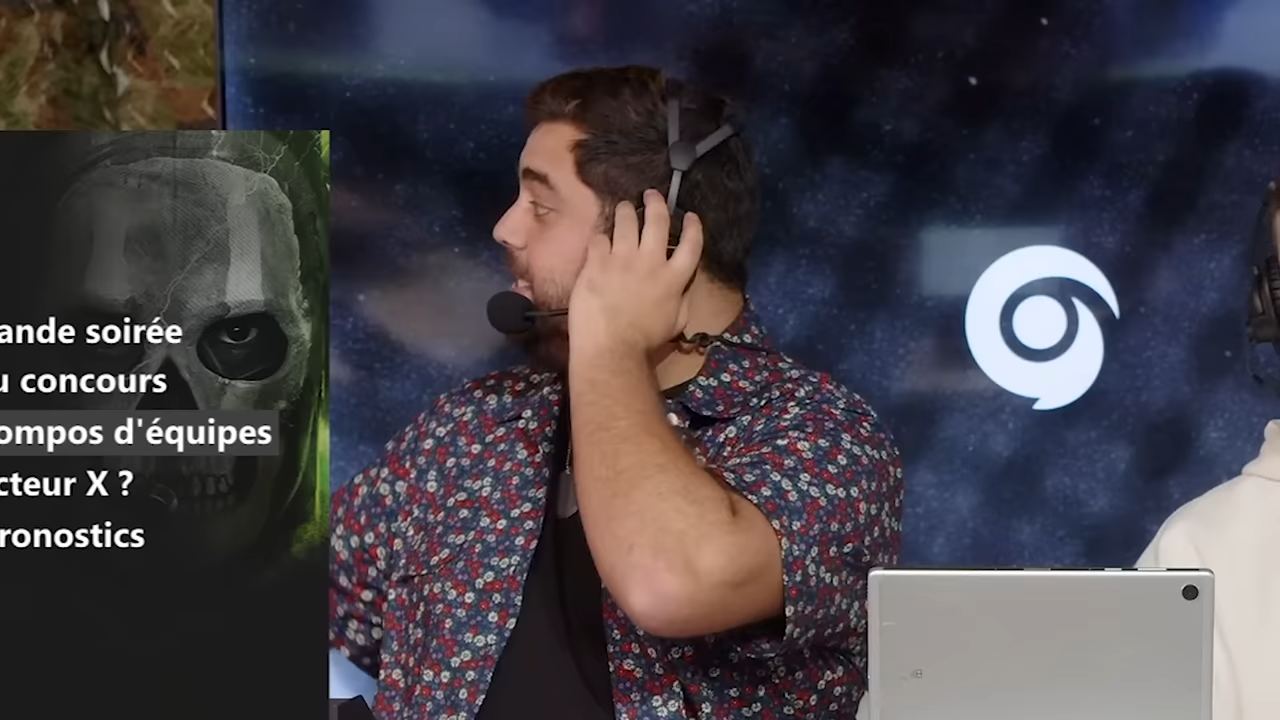 ande soirée
u concours
ompos d'équipes
cteur X ?
ronostics